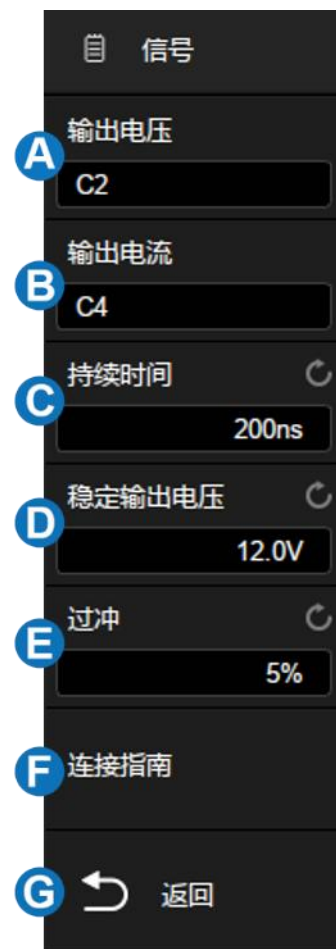 信号
A
输出电压
C2
B
输出电流
C4
C
持续时间
200ns
D
稳定输出电压
12.0V
E
过冲
5%
F
连接指南
G
返回